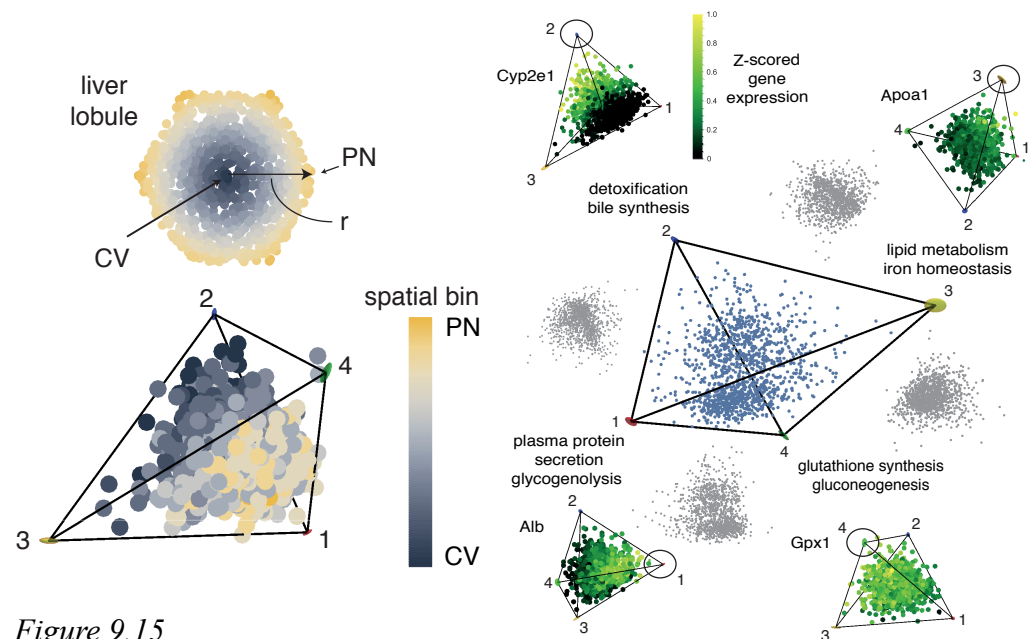 liver
lobule
PN
r
CV
2
4
3
1
spatial bin
PN
CV
Figure 9.15
2
Cyp2e1
1
3
1.0
0.8
0.6
0.4
0.2
0
Z-scored
gene
expression
3
Apoa1
4
1
2
detoxification
bile synthesis
2
lipid metabolism
iron homeostasis
3
1
4
plasma protein
secretion
glycogenolysis
glutathione synthesis
gluconeogenesis
2
Alb
1
4
3
4
2
Gpx1
1
3